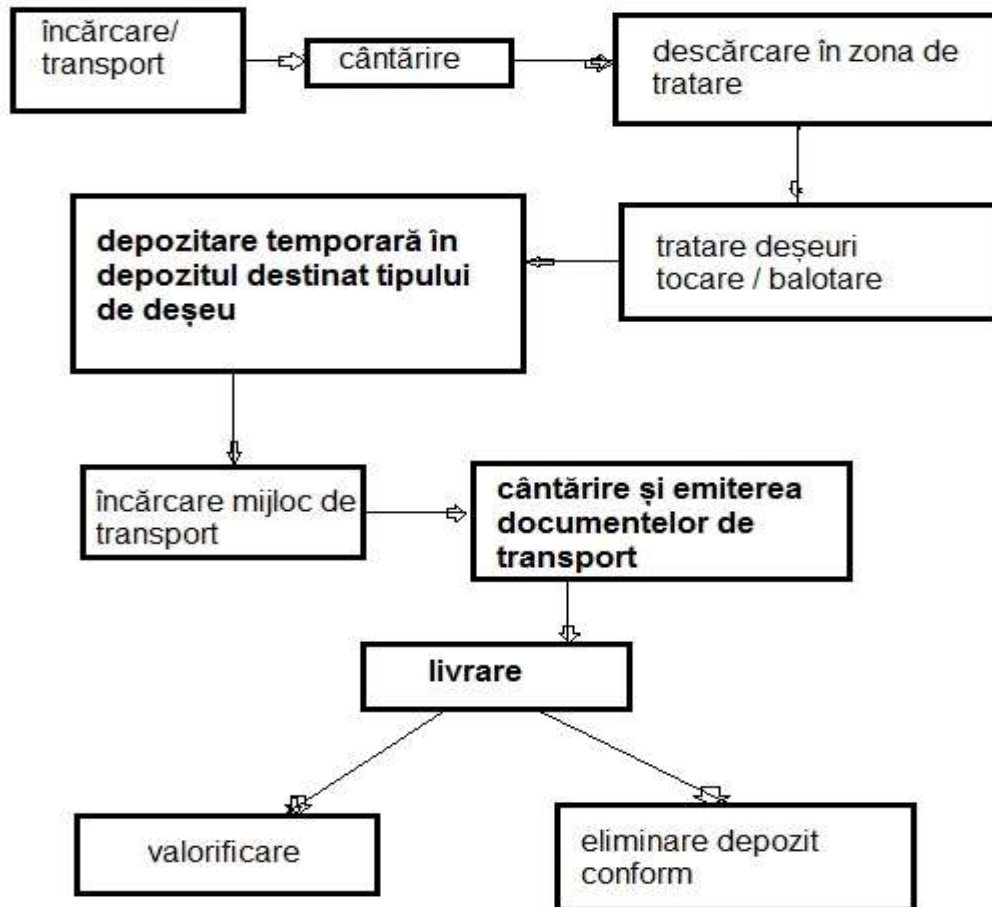 încărcare/
transport
cântărire
descărcare în zona de
tratare
tratare deșeuri
tocare / balotare
depozitare temporară în
depozitul destinat tipului
de deșeu
încărcare mijloc de
transport
cântărire și emiterea
documentelor de
transport
livrare
valorificare
eliminare depozit
conform